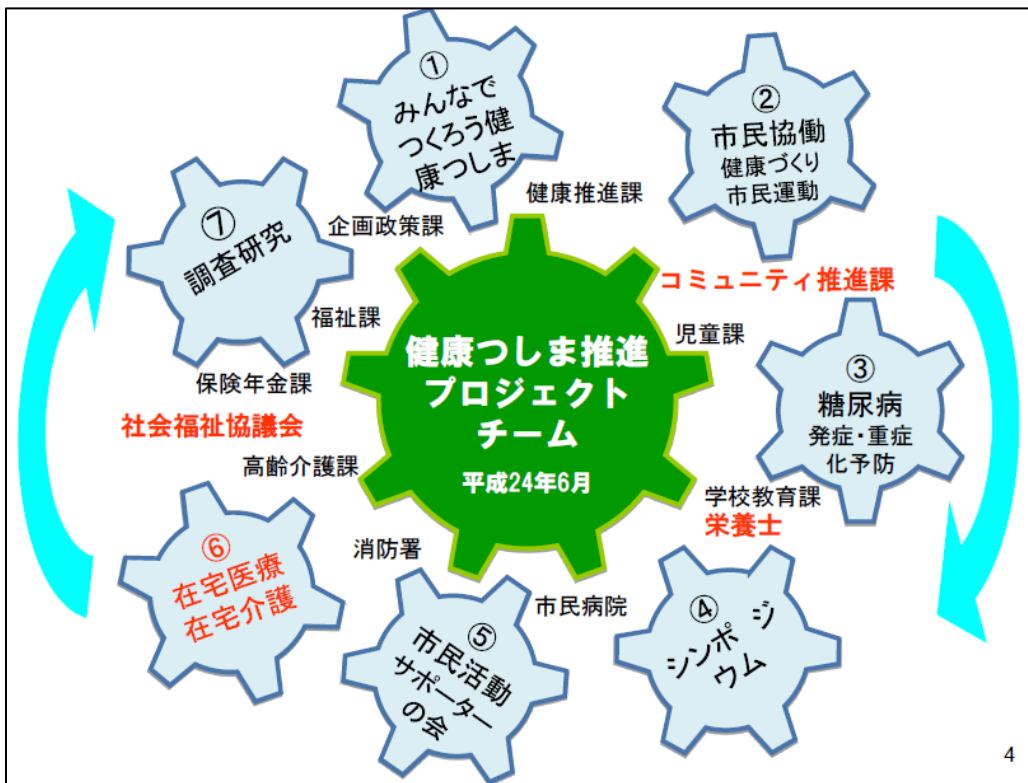 ①
みんなで
つくろう健
康つしま
②
市民協働
健康づくり
市民運動
健康推進課
企画政策課
⑦
調査研究
コミュニティ推進課
福祉課
児童課
健康つしま推進
プロジェクト
チーム
平成24年6月
③
糖尿病
発症・重症
化予防
保険年金課
社会福祉協議会
高齢介護課
学校教育課
栄養士
⑥
在宅医療
在宅介護
消防署
市民病院
⑤
市民活動
サポーター
の会
④
シンポジ
ウム
4